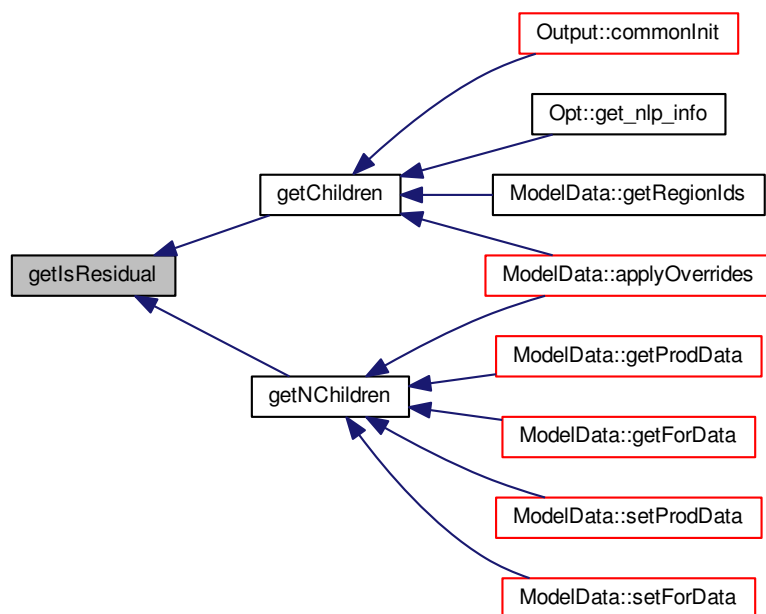 Output::commonInit
Opt::get_nlp_info
getChildren
ModelData::getRegionIds
getIsResidual
ModelData::applyOverrides
ModelData::getProdData
getNChildren
ModelData::getForData
ModelData::setProdData
ModelData::setForData